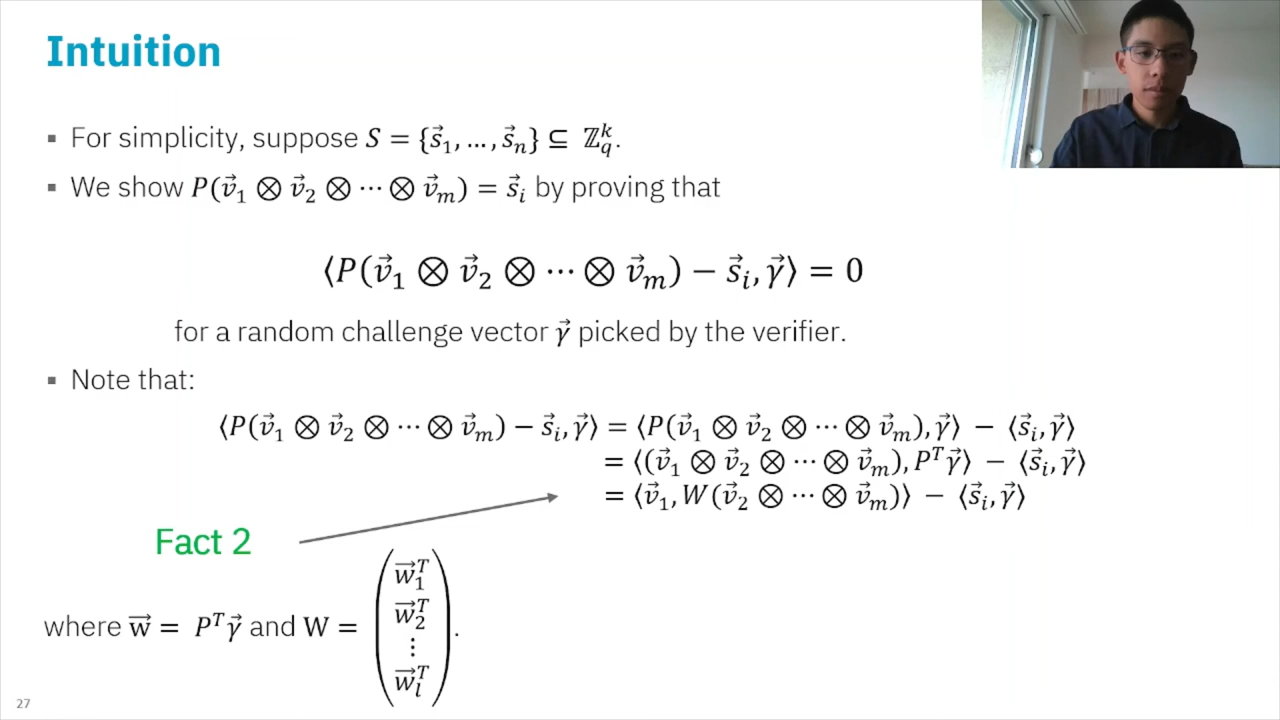 Intuition
▪ For simplicity, suppose 𝑆 = {s⃗₁, …, s⃗ₙ} ⊆ ℤ_q^k.
▪ We show 𝑃(v⃗₁ ⊗ v⃗₂ ⊗ ⋯ ⊗ v⃗ₘ) = s⃗ᵢ by proving that
⟨𝑃(v⃗₁ ⊗ v⃗₂ ⊗ ⋯ ⊗ v⃗ₘ) − s⃗ᵢ, γ⃗⟩ = 0
for a random challenge vector γ⃗ picked by the verifier.
▪ Note that:
⟨𝑃(v⃗₁ ⊗ v⃗₂ ⊗ ⋯ ⊗ v⃗ₘ) − s⃗ᵢ, γ⃗⟩ = ⟨𝑃(v⃗₁ ⊗ v⃗₂ ⊗ ⋯ ⊗ v⃗ₘ), γ⃗⟩ − ⟨s⃗ᵢ, γ⃗⟩
= ⟨(v⃗₁ ⊗ v⃗₂ ⊗ ⋯ ⊗ v⃗ₘ), 𝑃ᵀγ⃗⟩ − ⟨s⃗ᵢ, γ⃗⟩
= ⟨v⃗₁, 𝑊(v⃗₂ ⊗ ⋯ ⊗ v⃗ₘ)⟩ − ⟨s⃗ᵢ, γ⃗⟩
Fact 2
where w⃗ = 𝑃ᵀγ⃗ and W = (w⃗₁ᵀ
w⃗₂ᵀ
⋮
w⃗_lᵀ).
27